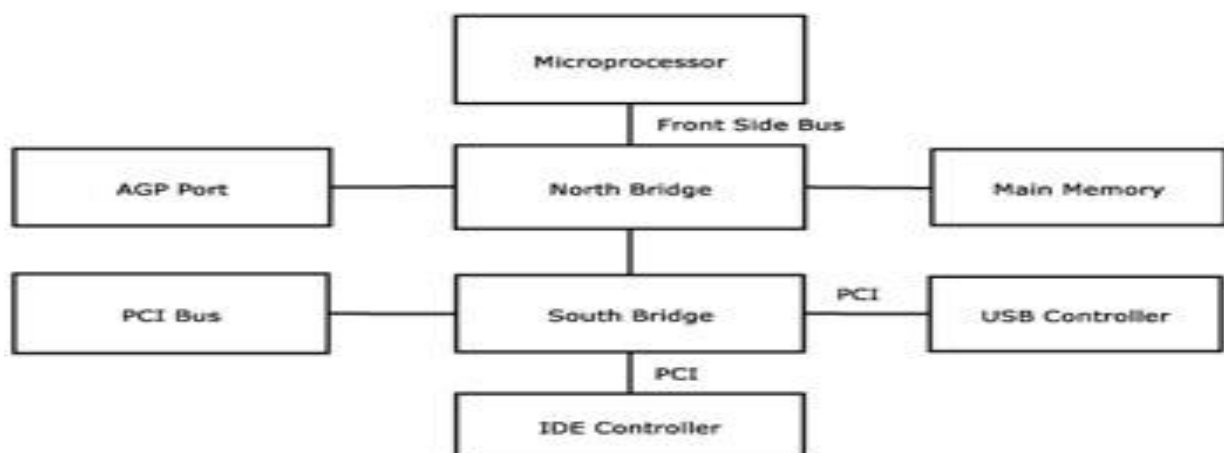 Microprocessor
Front Side Bus
AGP Port
North Bridge
Main Memory
PCI Bus
South Bridge
PCI
USB Controller
PCI
IDE Controller